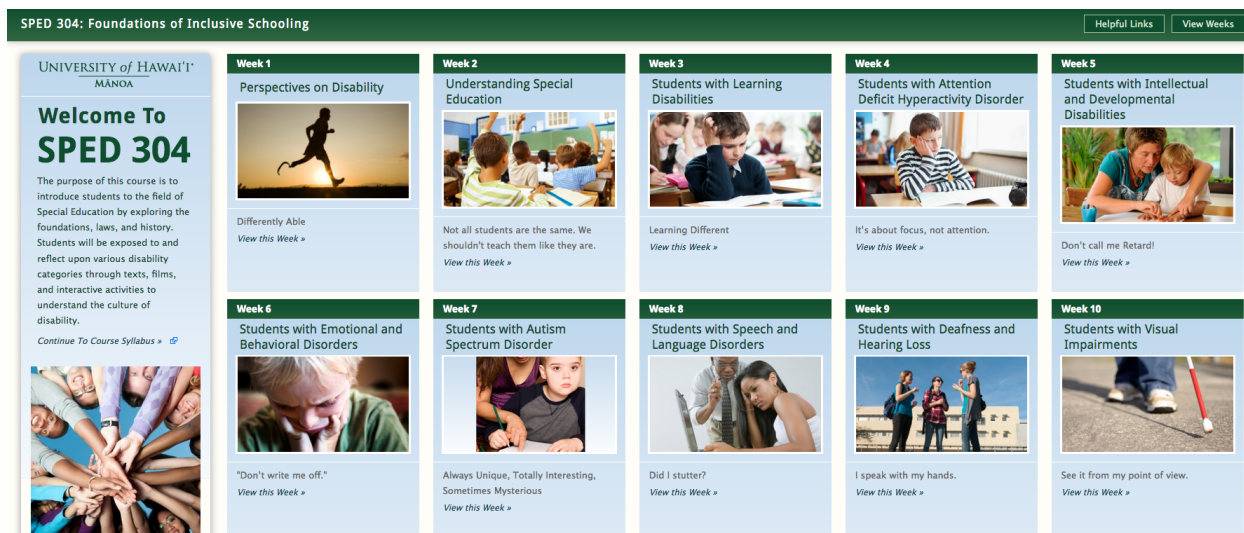 SPED 304: Foundations of Inclusive Schooling
Helpful Links
View Weeks
UNIVERSITY of HAWAI'I®
MĀNOA
Welcome To
SPED 304
The purpose of this course is to
introduce students to the field of
Special Education by exploring the
foundations, laws, and history.
Students will be exposed to and
reflect upon various disability
categories through texts, films,
and interactive activities to
understand the culture of
disability.
Continue To Course Syllabus »
Week 1
Perspectives on Disability
Differently Able
View this Week »
Week 2
Understanding Special
Education
Not all students are the same. We
shouldn't teach them like they are.
View this Week »
Week 3
Students with Learning
Disabilities
Learning Different
View this Week »
Week 4
Students with Attention
Deficit Hyperactivity Disorder
It's about focus, not attention.
View this Week »
Week 5
Students with Intellectual
and Developmental
Disabilities
Don't call me Retard!
View this Week »
Week 6
Students with Emotional and
Behavioral Disorders
"Don't write me off."
View this Week »
Week 7
Students with Autism
Spectrum Disorder
Always Unique, Totally Interesting,
Sometimes Mysterious
View this Week »
Week 8
Students with Speech and
Language Disorders
Did I stutter?
View this Week »
Week 9
Students with Deafness and
Hearing Loss
I speak with my hands.
View this Week »
Week 10
Students with Visual
Impairments
See it from my point of view.
View this Week »